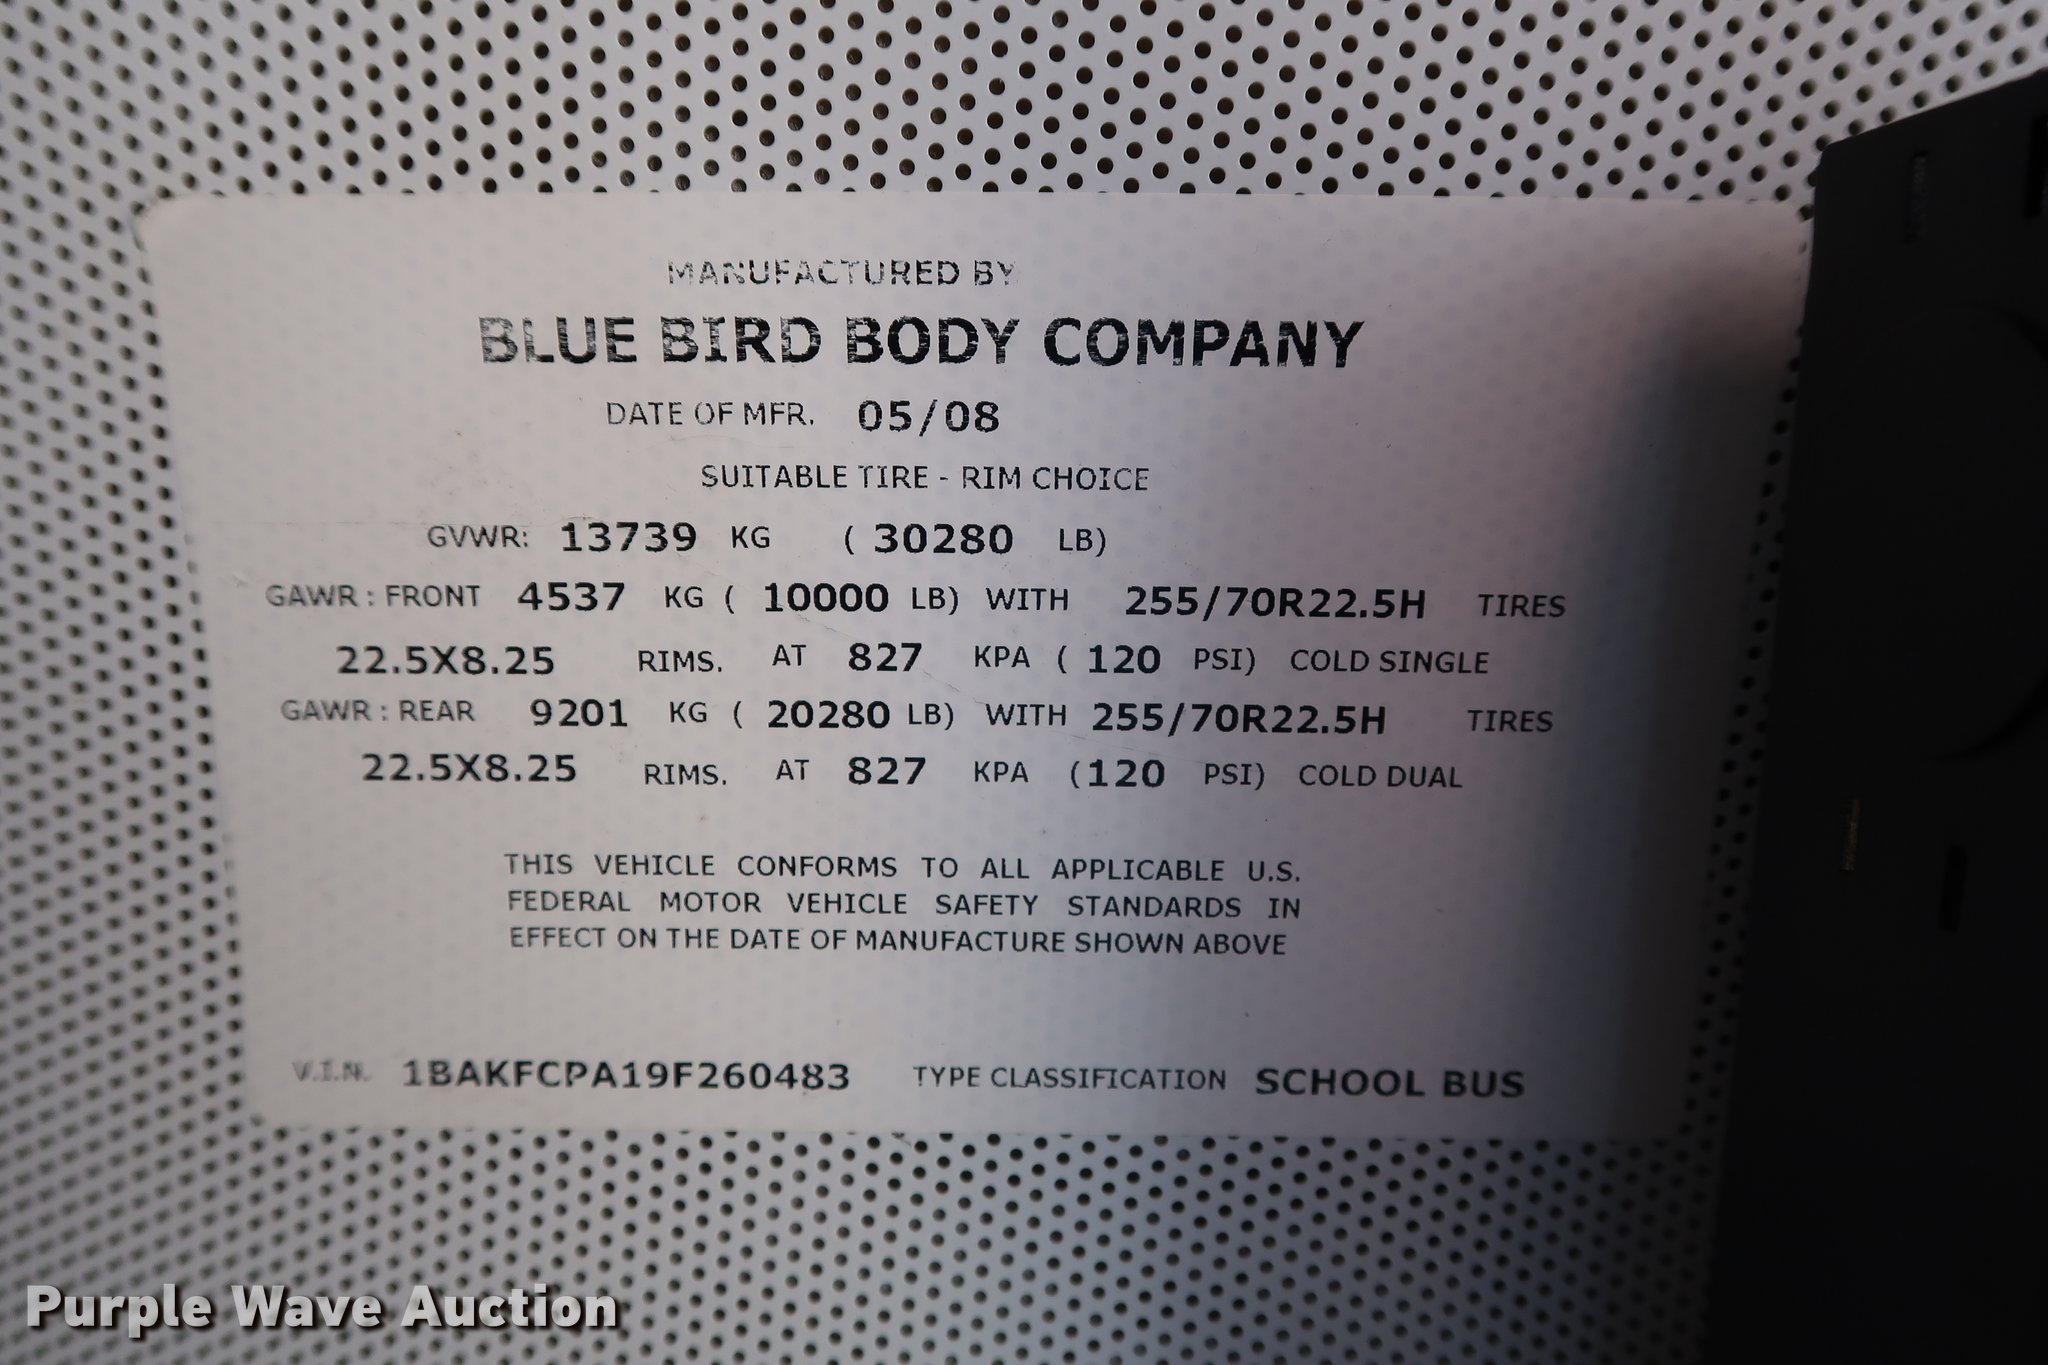 MANUFACTURED BY
BLUE BIRD BODY COMPANY
DATE OF MFR. 05/08
SUITABLE TIRE - RIM CHOICE
GVWR: 13739 KG ( 30280 LB)
GAWR : FRONT 4537 KG ( 10000 LB) WITH 255/70R22.5H TIRES
22.5X8.25 RIMS. AT 827 KPA ( 120 PSI) COLD SINGLE
GAWR : REAR 9201 KG ( 20280 LB) WITH 255/70R22.5H TIRES
22.5X8.25 RIMS. AT 827 KPA (120 PSI) COLD DUAL
THIS VEHICLE CONFORMS TO ALL APPLICABLE U.S.
FEDERAL MOTOR VEHICLE SAFETY STANDARDS IN
EFFECT ON THE DATE OF MANUFACTURE SHOWN ABOVE
V.I.N. 1BAKFCPA19F260483 TYPE CLASSIFICATION SCHOOL BUS
Purple Wave Auction